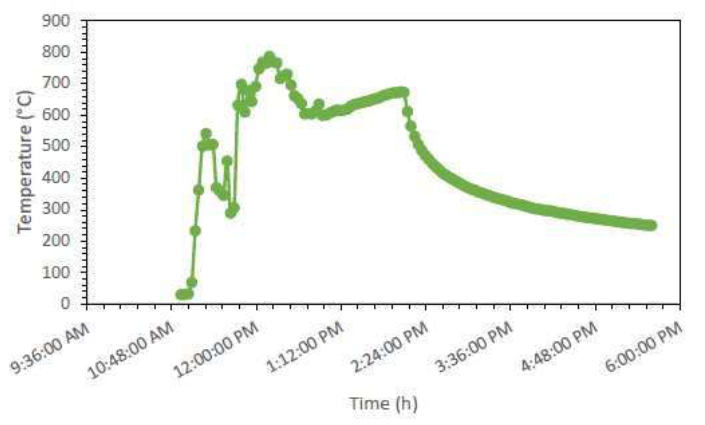 900
800
700
600
500
400
300
200
100
0
Temperature (°C)
9:36:00 AM
10:48:00 AM
12:00:00 PM
1:12:00 PM
2:24:00 PM
3:36:00 PM
4:48:00 PM
6:00:00 PM
Time (h)